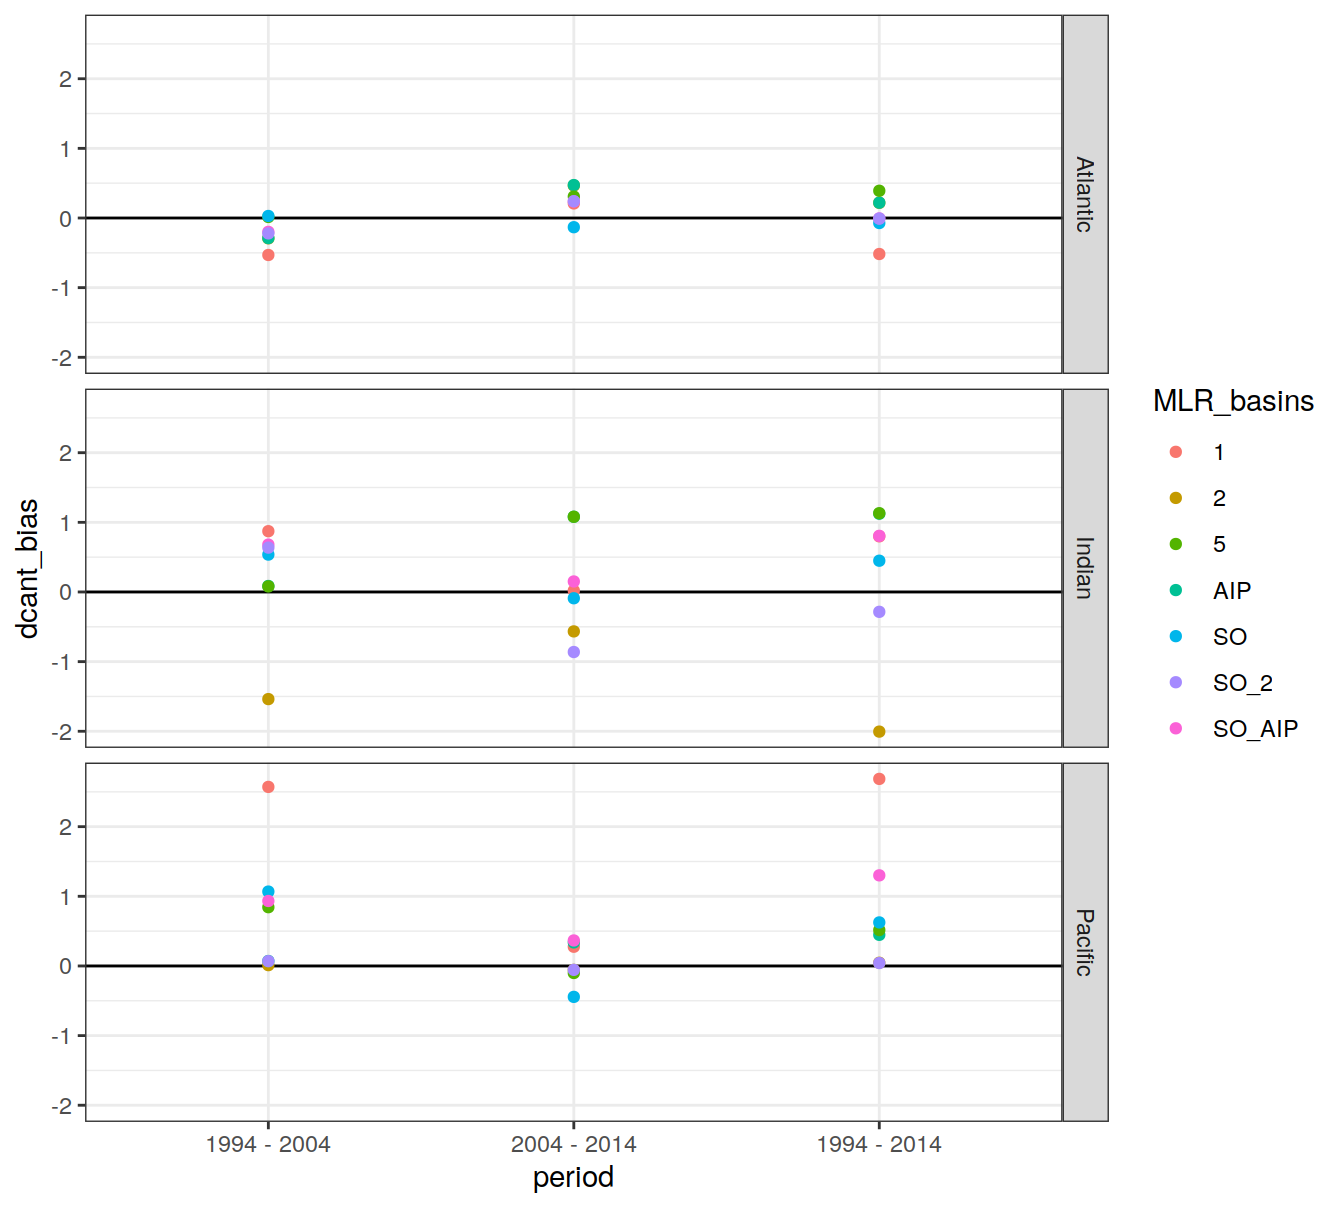 2
1
0
-1
-2
Atlantic
2
1
0
-1
-2
Indian
2
1
0
-1
-2
Pacific
dcant_bias
1994 - 2004
2004 - 2014
1994 - 2014
period
MLR_basins
1
2
5
AIP
SO
SO_2
SO_AIP